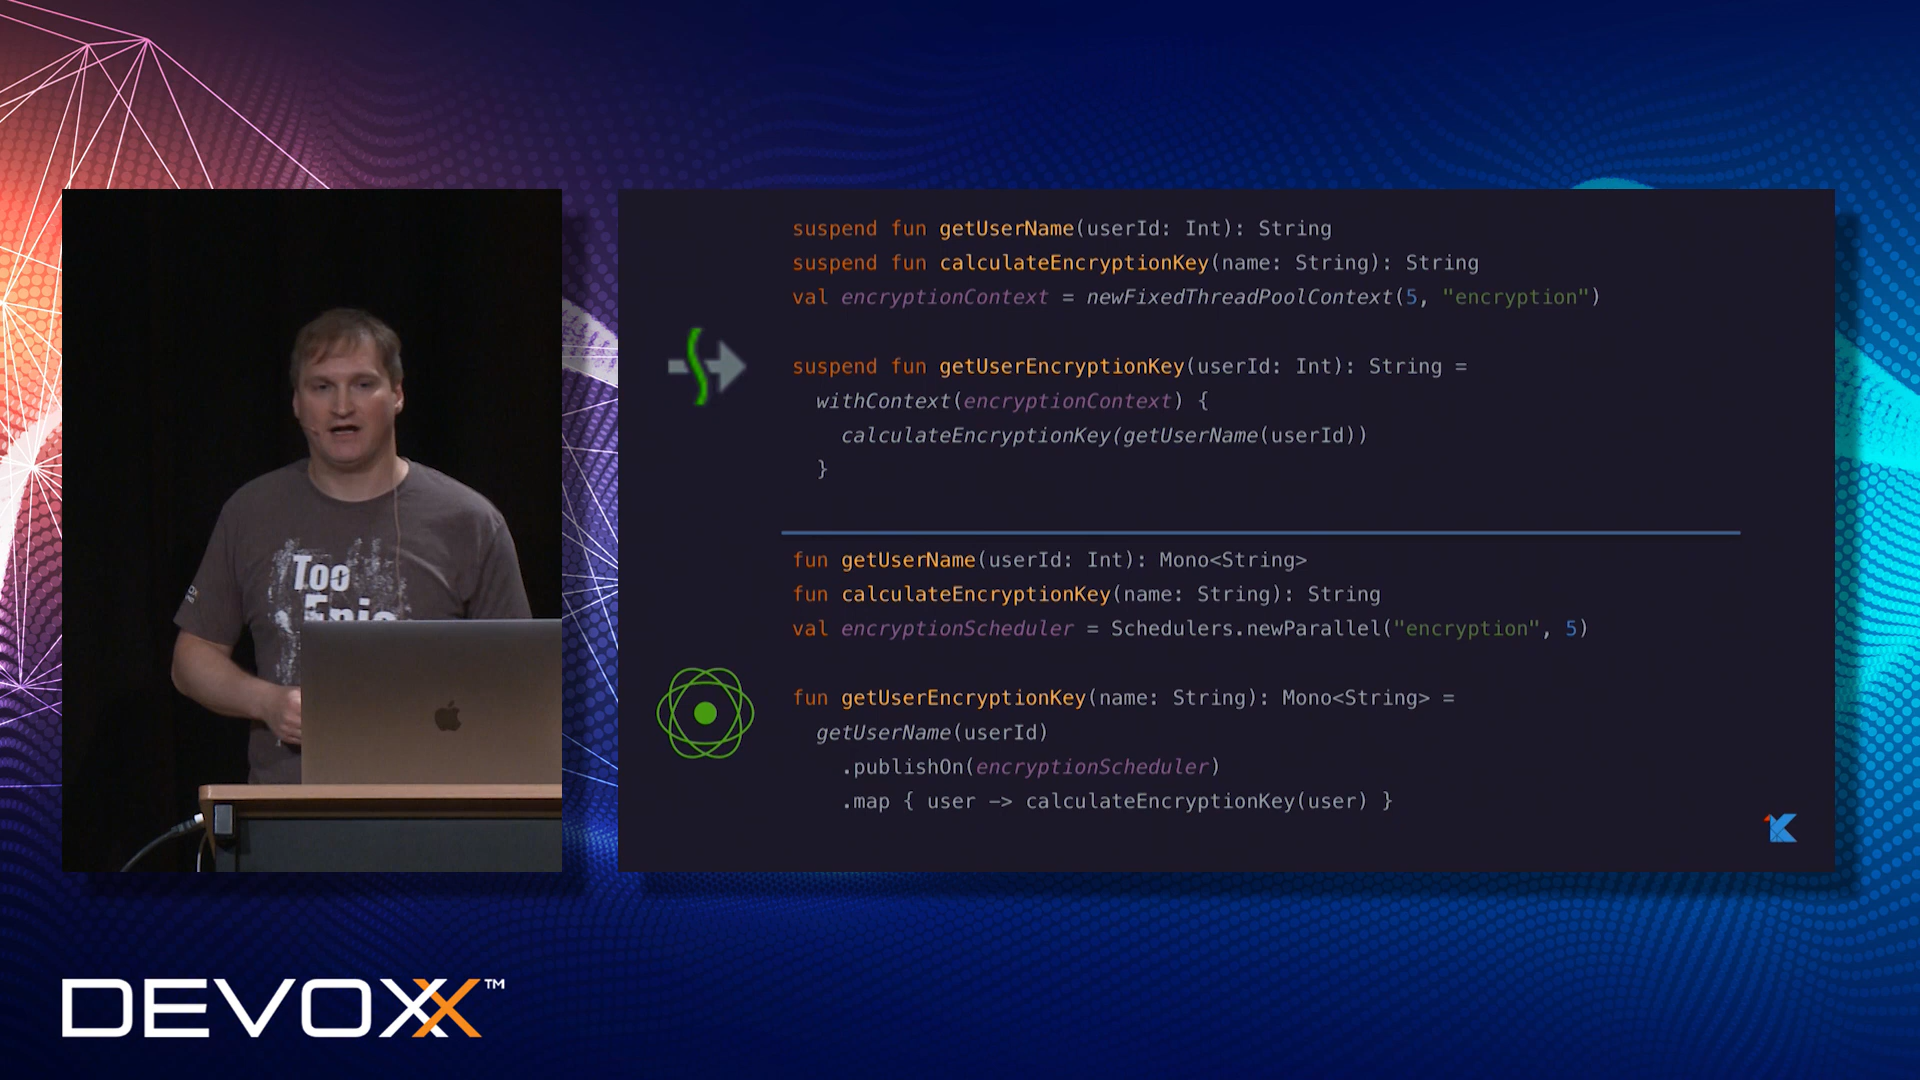 suspend fun getUserName(userId: Int): String
suspend fun calculateEncryptionKey(name: String): String
val encryptionContext = newFixedThreadPoolContext(5, "encryption")
suspend fun getUserEncryptionKey(userId: Int): String =
withContext(encryptionContext) {
calculateEncryptionKey(getUserName(userId))
}
fun getUserName(userId: Int): Mono<String>
fun calculateEncryptionKey(name: String): String
val encryptionScheduler = Schedulers.newParallel("encryption", 5)
fun getUserEncryptionKey(name: String): Mono<String> =
getUserName(userId)
.publishOn(encryptionScheduler)
.map { user -> calculateEncryptionKey(user) }
Too
Epic
DEVOXX™